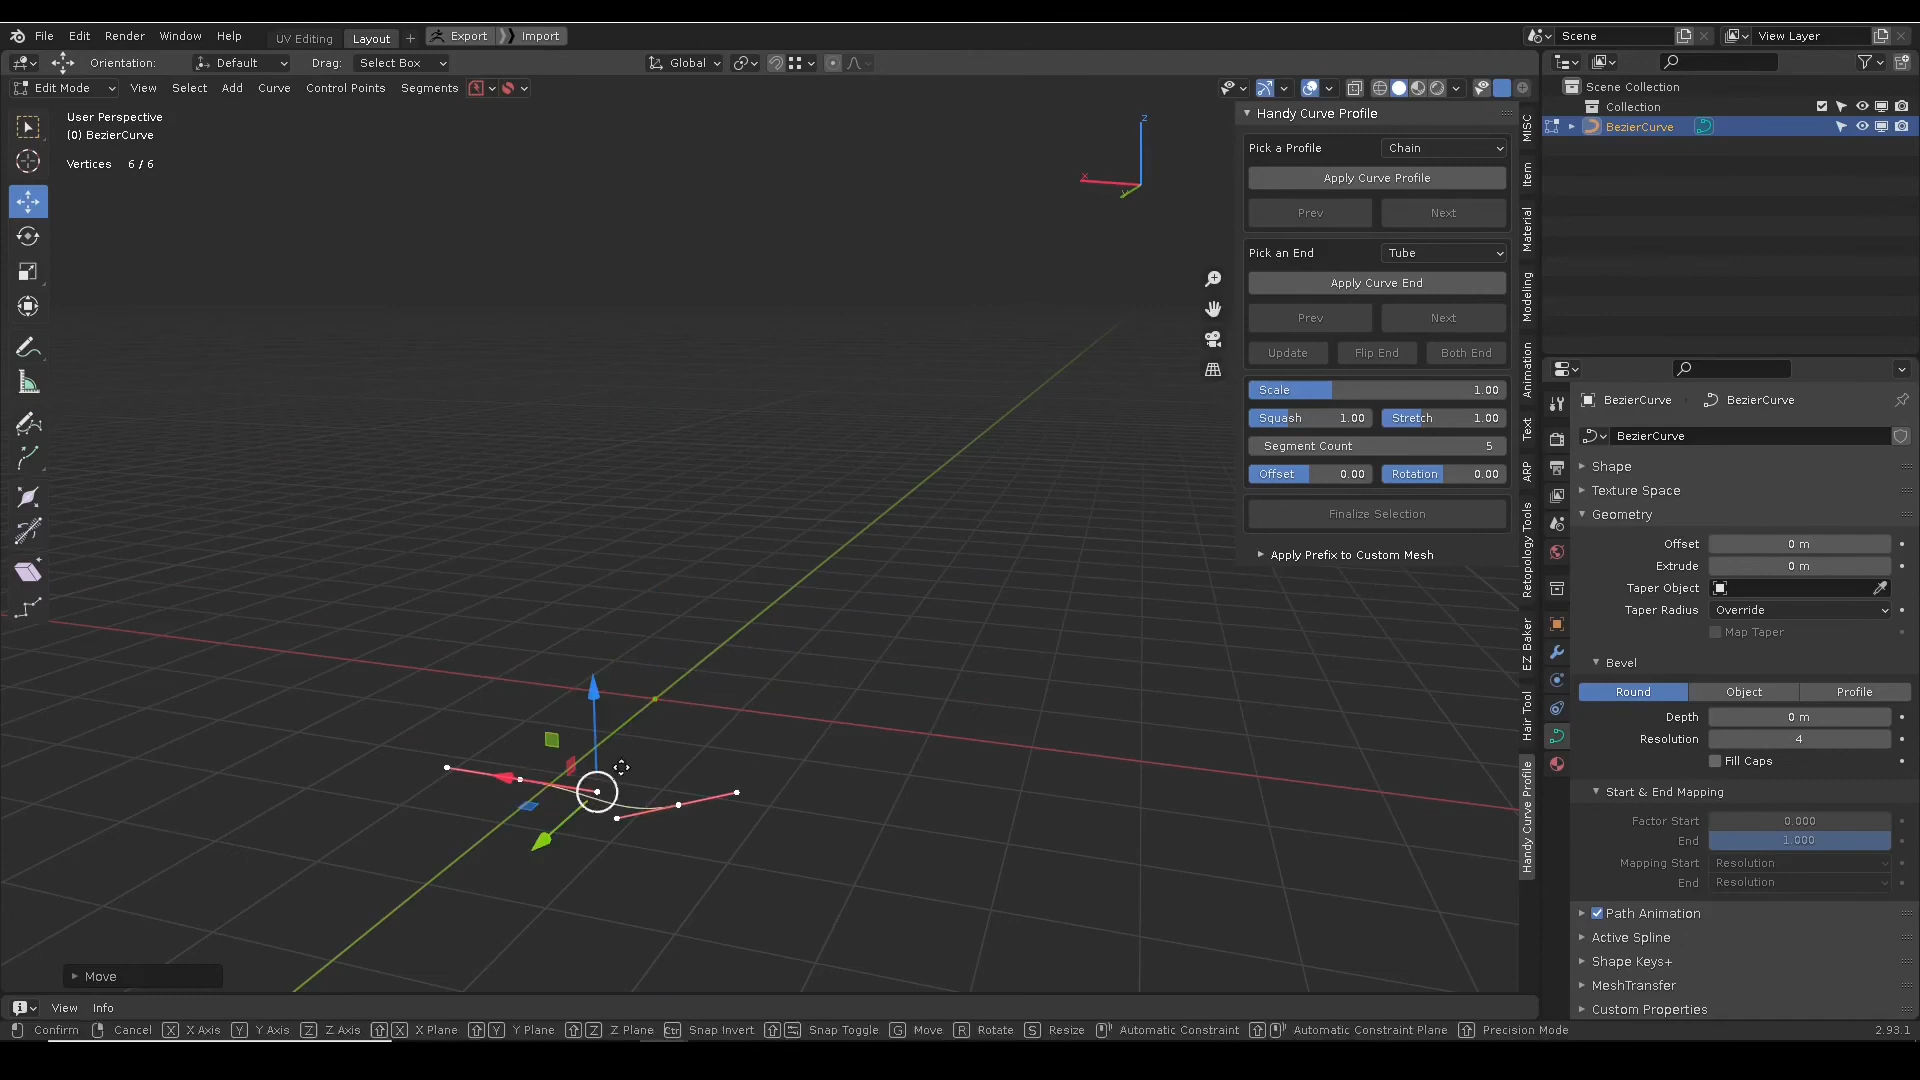 File Edit Render Window Help UV Editing Layout + Export Import Scene View Layer
Orientation: Default Drag: Select Box Global
Edit Mode View Select Add Curve Control Points Segments
User Perspective
(0) BezierCurve
Vertices 6 / 6
z
x
y
Handy Curve Profile
Pick a Profile Chain
Apply Curve Profile
Prev Next
Pick an End Tube
Apply Curve End
Prev Next
Update Flip End Both End
Scale 1.00
Squash 1.00 Stretch 1.00
Segment Count 5
Offset 0.00 Rotation 0.00
Finalize Selection
Apply Prefix to Custom Mesh
MISC
Item
Material
Modeling
Animation
Text
ARP
Retopology Tools
EZ Baker
Hair Tool
Handy Curve Profile
Scene Collection
Collection
BezierCurve
BezierCurve BezierCurve
BezierCurve
Shape
Texture Space
Geometry
Offset 0 m
Extrude 0 m
Taper Object
Taper Radius Override
Map Taper
Bevel
Round Object Profile
Depth 0 m
Resolution 4
Fill Caps
Start & End Mapping
Factor Start 0.000
End 1.000
Mapping Start Resolution
End Resolution
Path Animation
Active Spline
Shape Keys+
MeshTransfer
Custom Properties
Move
View Info
Confirm Cancel X X Axis Y Y Axis Z Z Axis X X Plane Y Y Plane Z Z Plane Ctrl Snap Invert Snap Toggle G Move R Rotate S Resize Automatic Constraint Automatic Constraint Plane Precision Mode 2.93.1